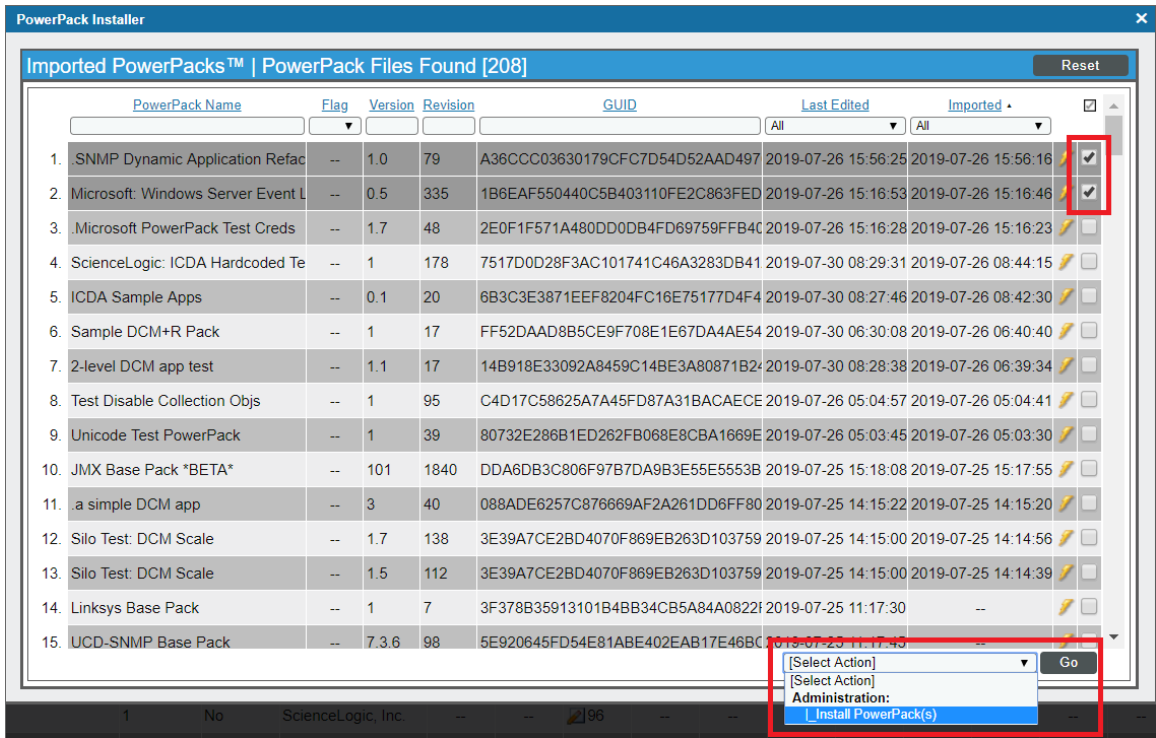 PowerPack Installer ×
Imported PowerPacks™ | PowerPack Files Found [208] Reset
PowerPack Name Flag Version Revision GUID Last Edited Imported
All All
1. .SNMP Dynamic Application Refac -- 1.0 79 A36CCC03630179CFC7D54D52AAD497 2019-07-26 15:56:25 2019-07-26 15:56:16
2. Microsoft: Windows Server Event L -- 0.5 335 1B6EAF550440C5B403110FE2C863FED 2019-07-26 15:16:53 2019-07-26 15:16:46
3. .Microsoft PowerPack Test Creds -- 1.7 48 2E0F1F571A480DD0DB4FD69759FFB4C 2019-07-26 15:16:28 2019-07-26 15:16:23
4. ScienceLogic: ICDA Hardcoded Te -- 1 178 7517D0D28F3AC101741C46A3283DB41 2019-07-30 08:29:31 2019-07-26 08:44:15
5. ICDA Sample Apps -- 0.1 20 6B3C3E3871EEF8204FC16E75177D4F4 2019-07-30 08:27:46 2019-07-26 08:42:30
6. Sample DCM+R Pack -- 1 17 FF52DAAD8B5CE9F708E1E67DA4AE54 2019-07-30 06:30:08 2019-07-26 06:40:40
7. 2-level DCM app test -- 1.1 17 14B918E33092A8459C14BE3A80871B2 2019-07-30 08:28:38 2019-07-26 06:39:34
8. Test Disable Collection Objs -- 1 95 C4D17C58625A7A45FD87A31BACAECE 2019-07-26 05:04:57 2019-07-26 05:04:41
9. Unicode Test PowerPack -- 1 39 80732E286B1ED262FB068E8CBA1669E 2019-07-26 05:03:45 2019-07-26 05:03:30
10. JMX Base Pack *BETA* -- 101 1840 DDA6DB3C806F97B7DA9B3E55E5553B 2019-07-25 15:18:08 2019-07-25 15:17:55
11. .a simple DCM app -- 3 40 088ADE6257C876669AF2A261DD6FF80 2019-07-25 14:15:22 2019-07-25 14:15:20
12. Silo Test: DCM Scale -- 1.7 138 3E39A7CE2BD4070F869EB263D103759 2019-07-25 14:15:00 2019-07-25 14:14:56
13. Silo Test: DCM Scale -- 1.5 112 3E39A7CE2BD4070F869EB263D103759 2019-07-25 14:15:00 2019-07-25 14:14:39
14. Linksys Base Pack -- 1 7 3F378B35913101B4BB34CB5A84A0822 2019-07-25 11:17:30 --
15. UCD-SNMP Base Pack -- 7.3.6 98 5E920645FD54E81ABE402EAB17E46B 2019-07-25 11:17:45 --
[Select Action] Go
[Select Action]
Administration:
|_Install PowerPack(s)
1 No ScienceLogic, Inc. -- -- 96 -- -- -- --